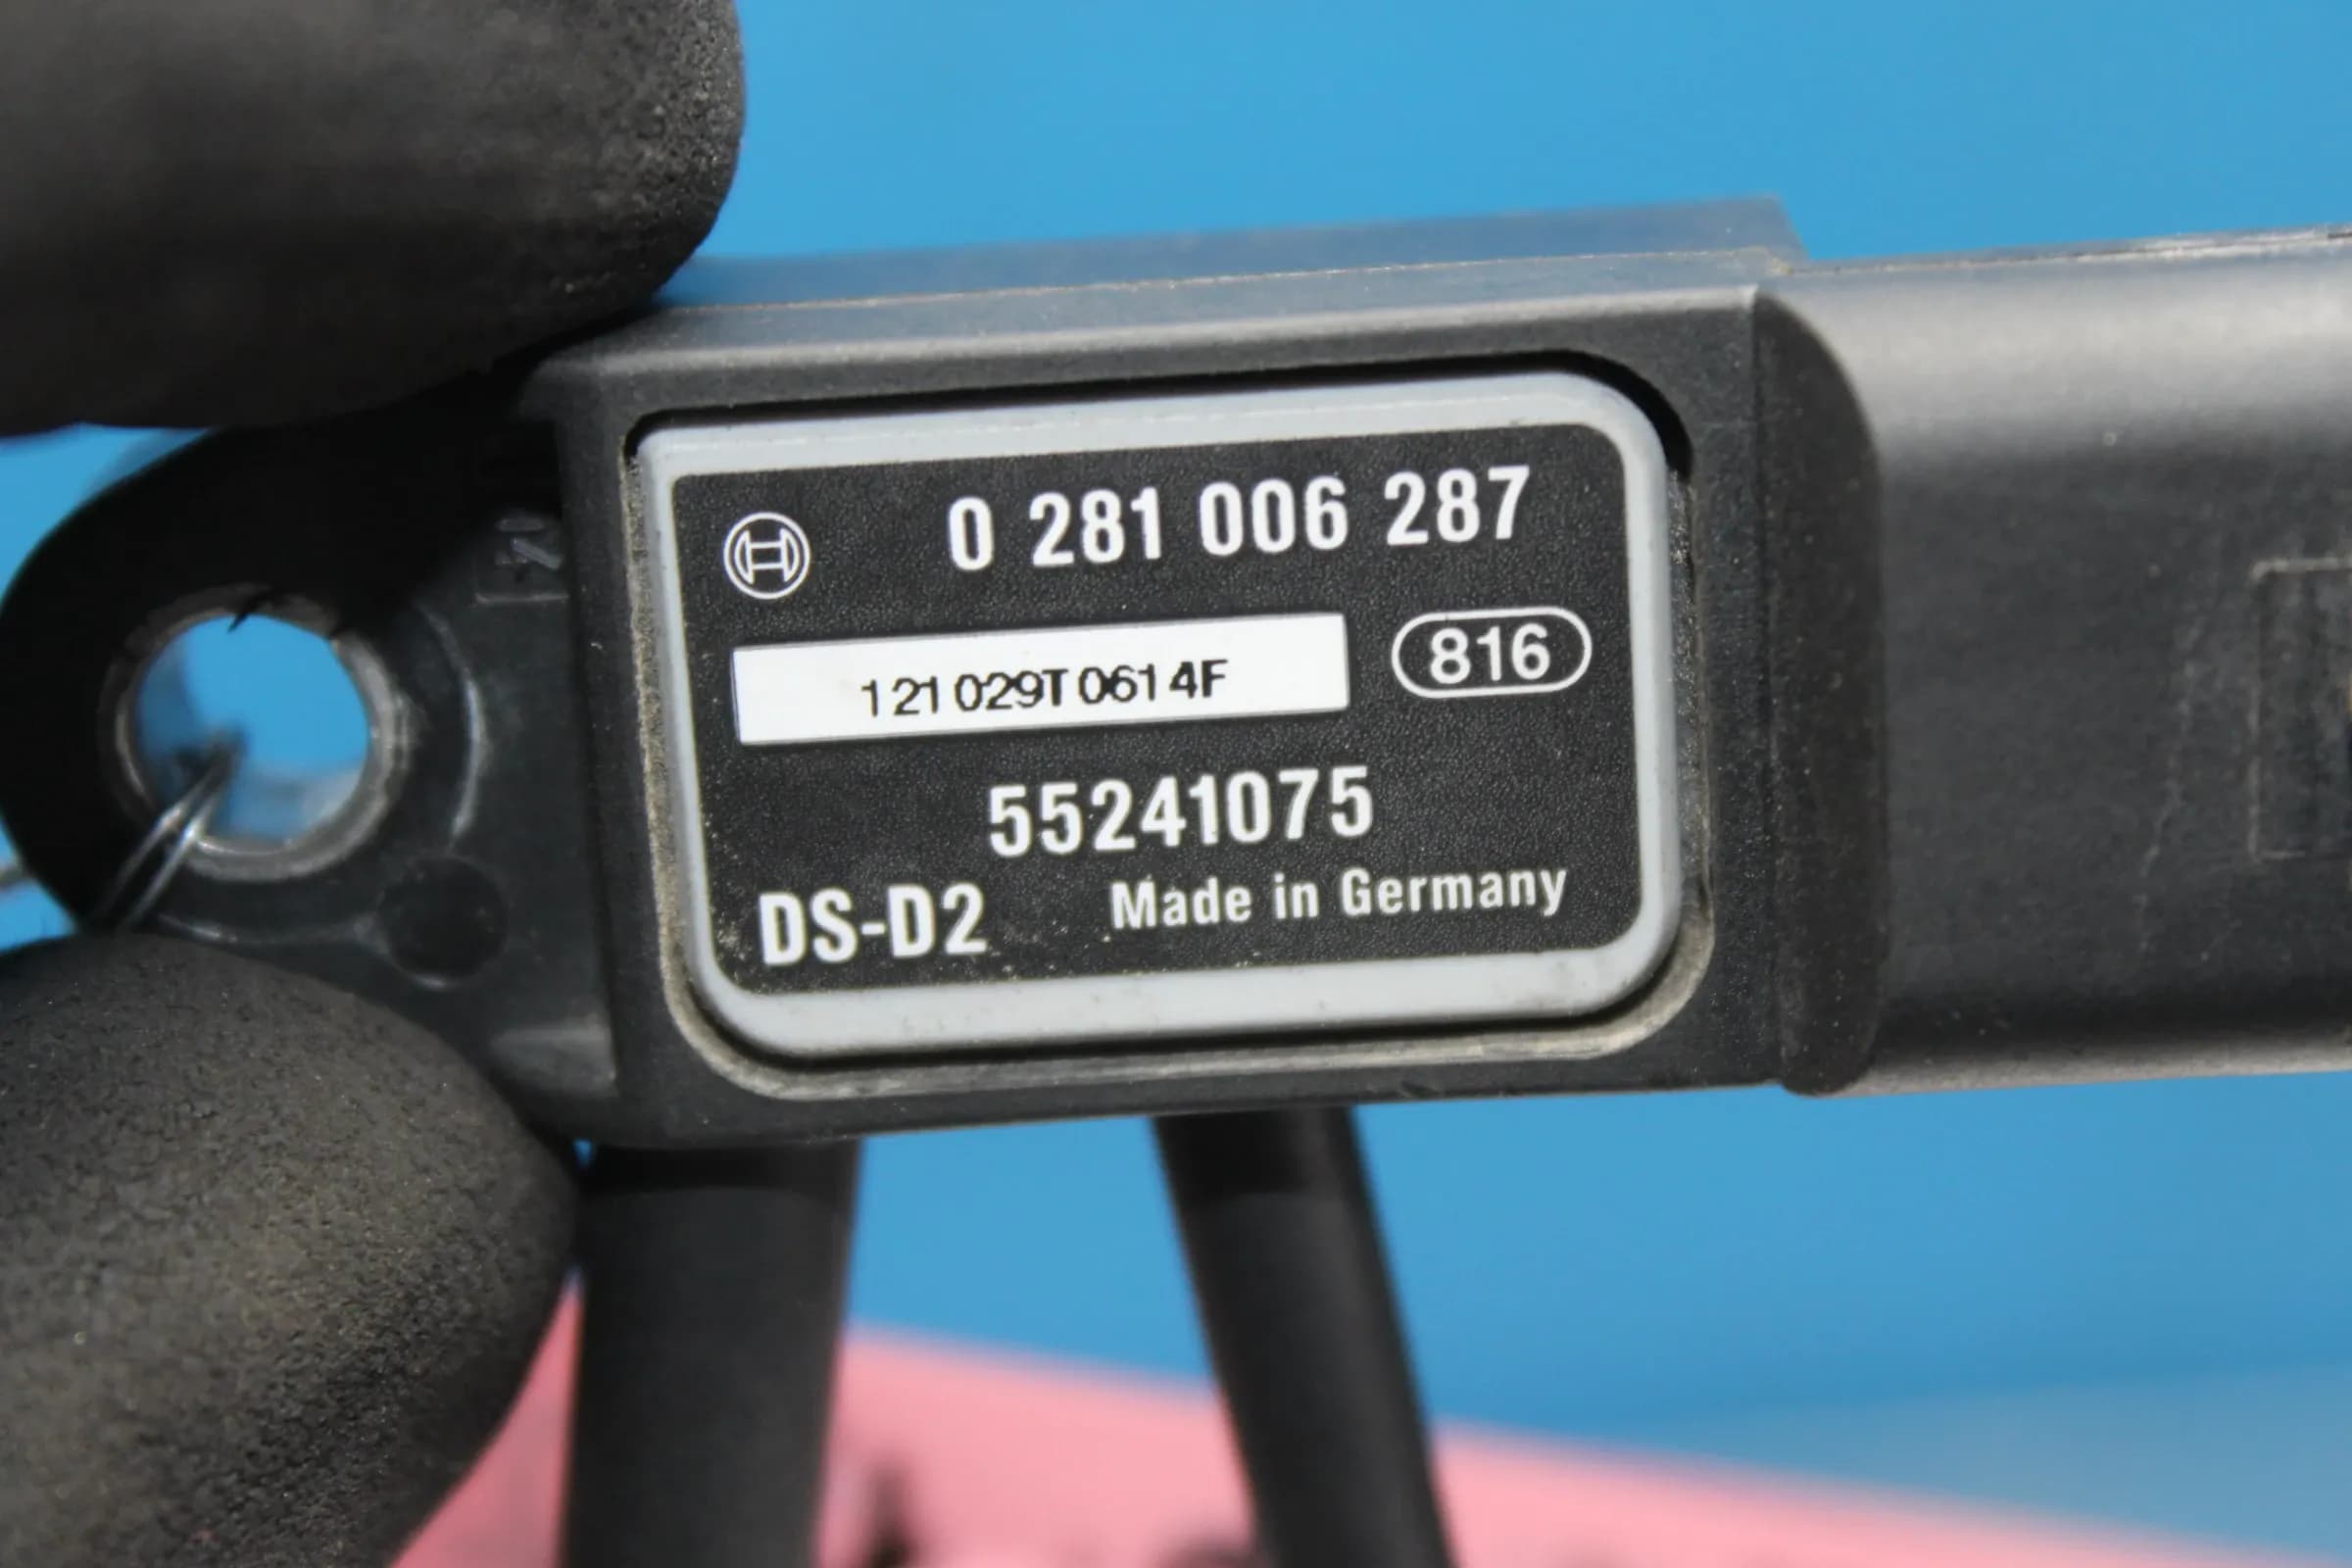 0 281 006 287
121029T0614F
816
55241075
DS-D2 Made in Germany